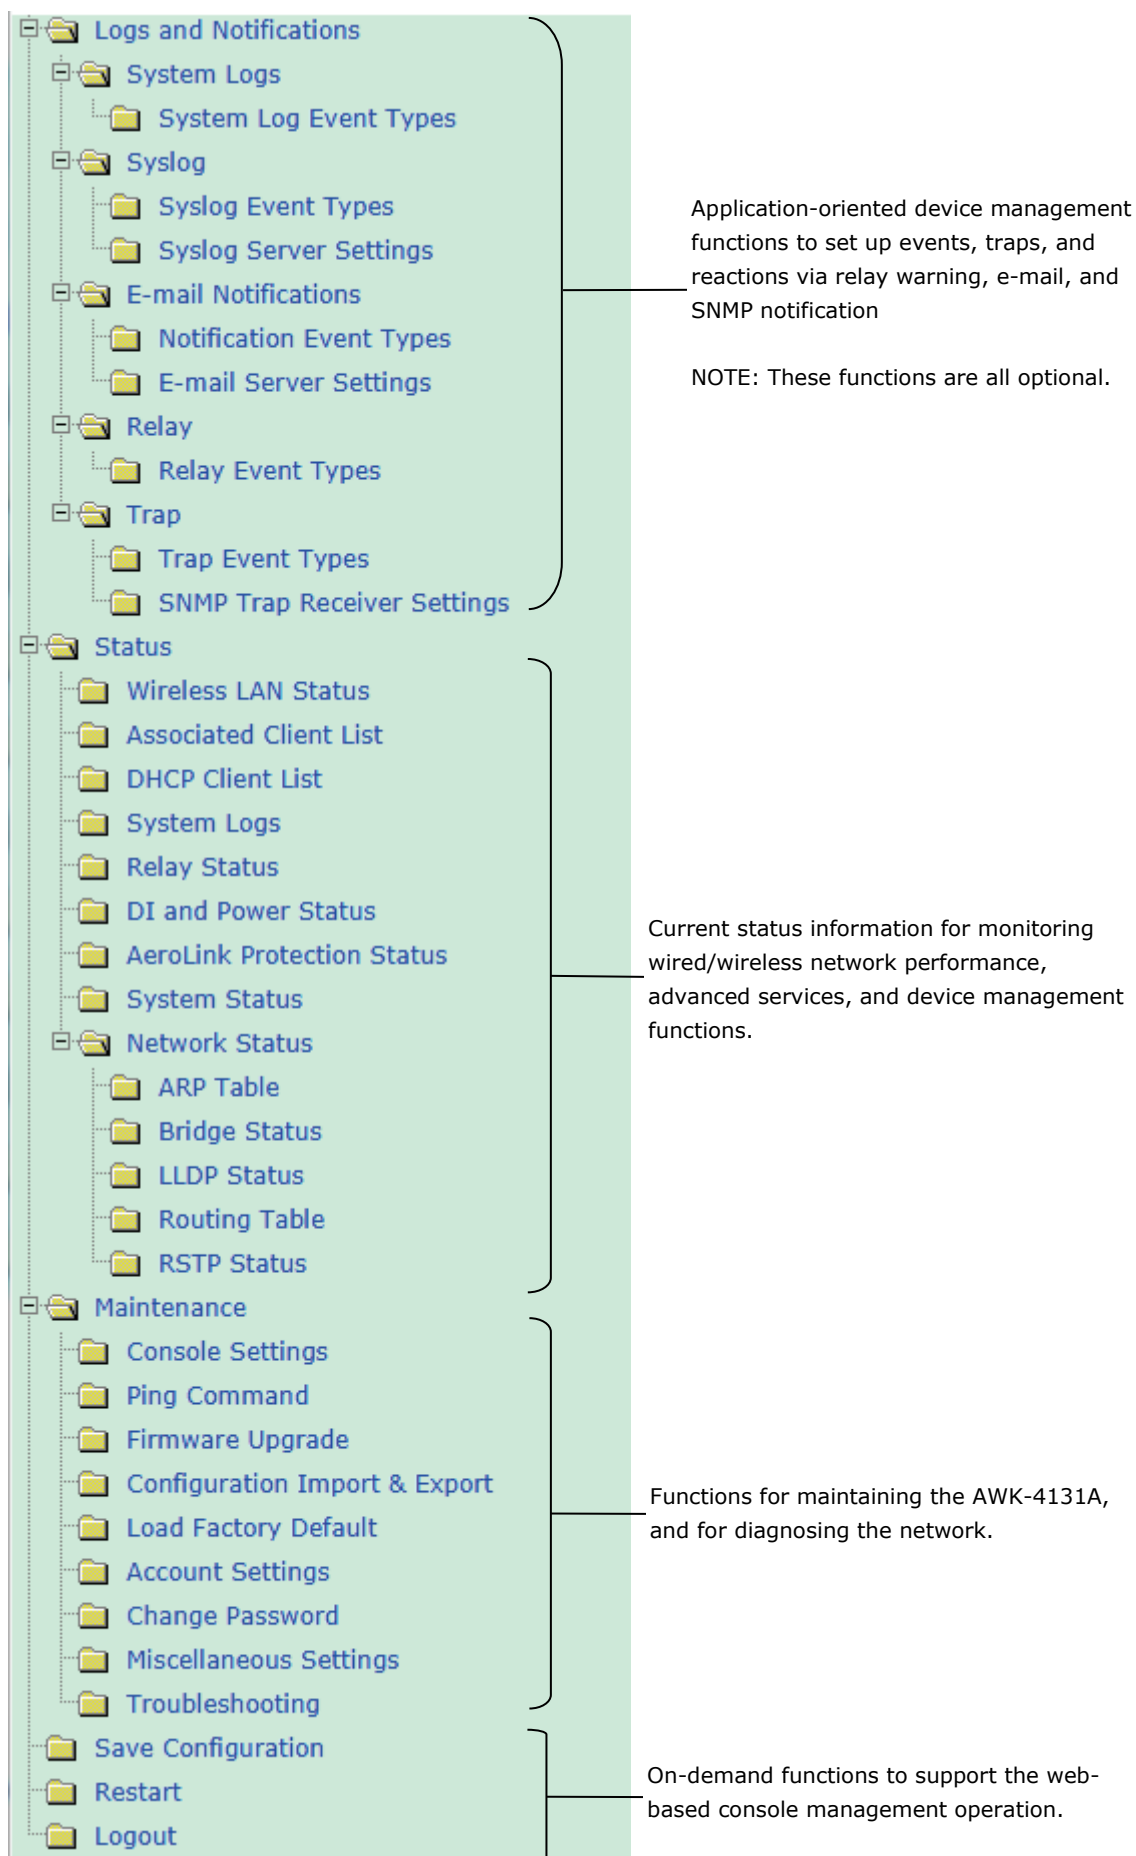 Logs and Notifications
System Logs
System Log Event Types
Syslog
Syslog Event Types
Syslog Server Settings
E-mail Notifications
Notification Event Types
E-mail Server Settings
Relay
Relay Event Types
Trap
Trap Event Types
SNMP Trap Receiver Settings
Application-oriented device management
functions to set up events, traps, and
reactions via relay warning, e-mail, and
SNMP notification
NOTE: These functions are all optional.
Status
Wireless LAN Status
Associated Client List
DHCP Client List
System Logs
Relay Status
DI and Power Status
AeroLink Protection Status
System Status
Network Status
ARP Table
Bridge Status
LLDP Status
Routing Table
RSTP Status
Current status information for monitoring
wired/wireless network performance,
advanced services, and device management
functions.
Maintenance
Console Settings
Ping Command
Firmware Upgrade
Configuration Import & Export
Load Factory Default
Account Settings
Change Password
Miscellaneous Settings
Troubleshooting
Functions for maintaining the AWK-4131A,
and for diagnosing the network.
Save Configuration
Restart
Logout
On-demand functions to support the web-
based console management operation.